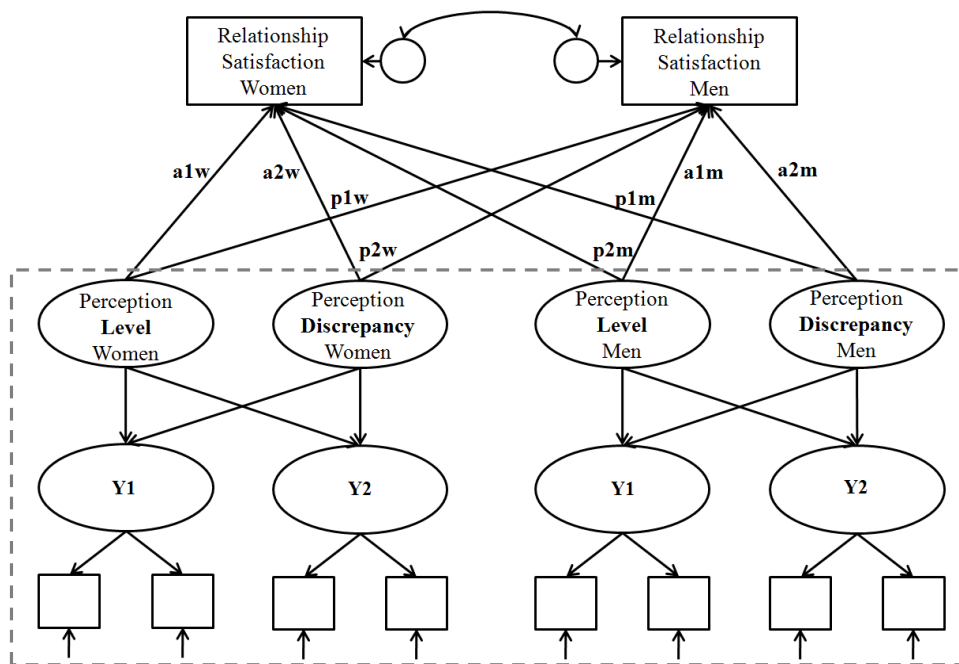 Relationship
Satisfaction
Women
Relationship
Satisfaction
Men
a1w
a2w
p1w
p2w
p2m
a1m
p1m
a2m
Perception
Level
Women
Perception
Discrepancy
Women
Perception
Level
Men
Perception
Discrepancy
Men
Y1
Y2
Y1
Y2